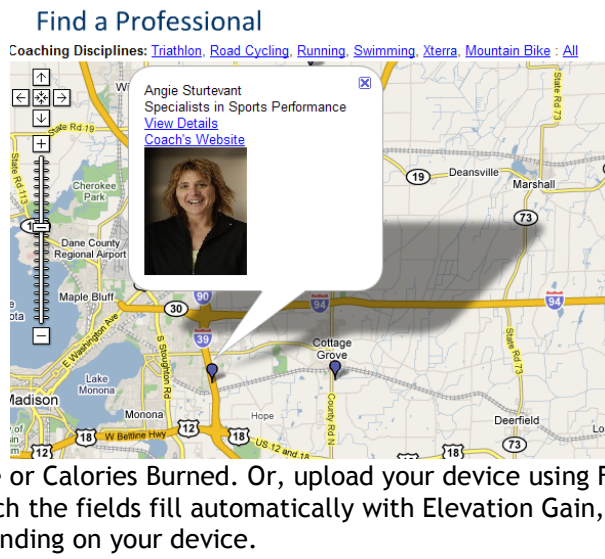 Find a Professional
Coaching Disciplines: Triathlon, Road Cycling, Running, Swimming, Xterra, Mountain Bike : All
Angie Sturtevant
Specialists in Sports Performance
View Details
Coach's Website
State Rd 19
State Rd 113
Cherokee
Park
Dane County
Regional Airport
Maple Bluff
E Washington Ave
Lake
Monona
S Stoughton Rd
Monona
W Beltline Hwy
Hope
US 12 and 18
Cottage
Grove
County Rd N
Deansville
Marshall
State Rd 73
State Rd 73
Deerfield
19
73
90
94
94
30
39
12
18
12
18
18
73
or Calories Burned. Or, upload your device using
the fields fill automatically with Elevation Gain,
on your device.